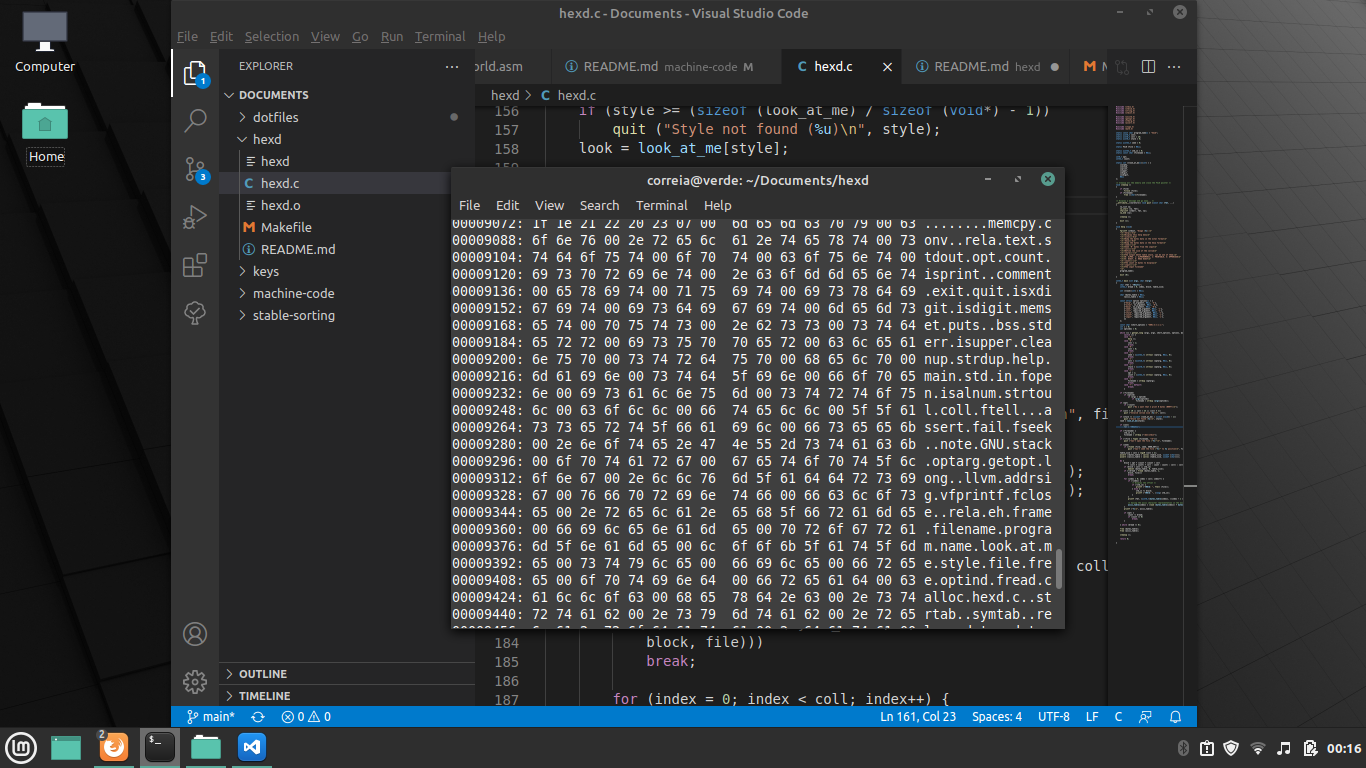 hexd.c - Documents - Visual Studio Code
File Edit Selection View Go Run Terminal Help
Computer
Home
EXPLORER
DOCUMENTS
dotfiles
hexd
hexd
hexd.c
hexd.o
Makefile
README.md
keys
machine-code
stable-sorting
OUTLINE
TIMELINE
1
3
orld.asm README.md machine-code M hexd.c README.md hexd M
hexd > hexd.c
156 if (style >= (sizeof (look_at_me) / sizeof (void*) - 1))
157 quit ("Style not found (%u)\n", style);
158 look = look_at_me[style];
correia@verde: ~/Documents/hexd
File Edit View Search Terminal Help
00009072: 1f 1e 21 22 20 23 07 00 6d 65 6d 63 70 79 00 63 ........memcpy.c
00009088: 6f 6e 76 00 2e 72 65 6c 61 2e 74 65 78 74 00 73 onv..rela.text.s
00009104: 74 64 6f 75 74 00 6f 70 74 00 63 6f 75 6e 74 00 tdout.opt.count.
00009120: 69 73 70 72 69 6e 74 00 2e 63 6f 6d 6d 65 6e 74 isprint..comment
00009136: 00 65 78 69 74 00 71 75 69 74 00 69 73 78 64 69 .exit.quit.isxdi
00009152: 67 69 74 00 69 73 64 69 67 69 74 00 6d 65 6d 73 git.isdigit.mems
00009168: 65 74 00 70 75 74 73 00 2e 62 73 73 00 73 74 64 et.puts..bss.std
00009184: 65 72 72 00 69 73 75 70 70 65 72 00 63 6c 65 61 err.isupper.clea
00009200: 6e 75 70 00 73 74 72 64 75 70 00 68 65 6c 70 00 nup.strdup.help.
00009216: 6d 61 69 6e 00 73 74 64 5f 69 6e 00 66 6f 70 65 main.std.in.fope
00009232: 6e 00 69 73 61 6c 6e 75 6d 00 73 74 72 74 6f 75 n.isalnum.strtou
00009248: 6c 00 63 6f 6c 6c 00 66 74 65 6c 6c 00 5f 5f 61 l.coll.ftell...a
00009264: 73 73 65 72 74 5f 66 61 69 6c 00 66 73 65 65 6b ssert.fail.fseek
00009280: 00 2e 6e 6f 74 65 2e 47 4e 55 2d 73 74 61 63 6b ..note.GNU.stack
00009296: 00 6f 70 74 61 72 67 00 67 65 74 6f 70 74 5f 6c .optarg.getopt.l
00009312: 6f 6e 67 00 2e 6c 6c 76 6d 5f 61 64 64 72 73 69 ong..llvm.addrsi
00009328: 67 00 76 66 70 72 69 6e 74 66 00 66 63 6c 6f 73 g.vfprintf.fclos
00009344: 65 00 2e 72 65 6c 61 2e 65 68 5f 66 72 61 6d 65 e..rela.eh.frame
00009360: 00 66 69 6c 65 6e 61 6d 65 00 70 72 6f 67 72 61 .filename.progra
00009376: 6d 5f 6e 61 6d 65 00 6c 6f 6f 6b 5f 61 74 5f 6d m.name.look.at.m
00009392: 65 00 73 74 79 6c 65 00 66 69 6c 65 00 66 72 65 e.style.file.fre
00009408: 65 00 6f 70 74 69 6e 64 00 66 72 65 61 64 00 63 e.optind.fread.c
00009424: 61 6c 6c 6f 63 00 68 65 78 64 2e 63 00 2e 73 74 alloc.hexd.c..st
00009440: 72 74 61 62 00 2e 73 79 6d 74 61 62 00 2e 72 65 rtab..symtab..re
", fi
);
);
coll
184 block, file)))
185 break;
186
187 for (index = 0; index < coll; index++) {
main* 0 0 Ln 161, Col 23 Spaces: 4 UTF-8 LF C
2 00:16